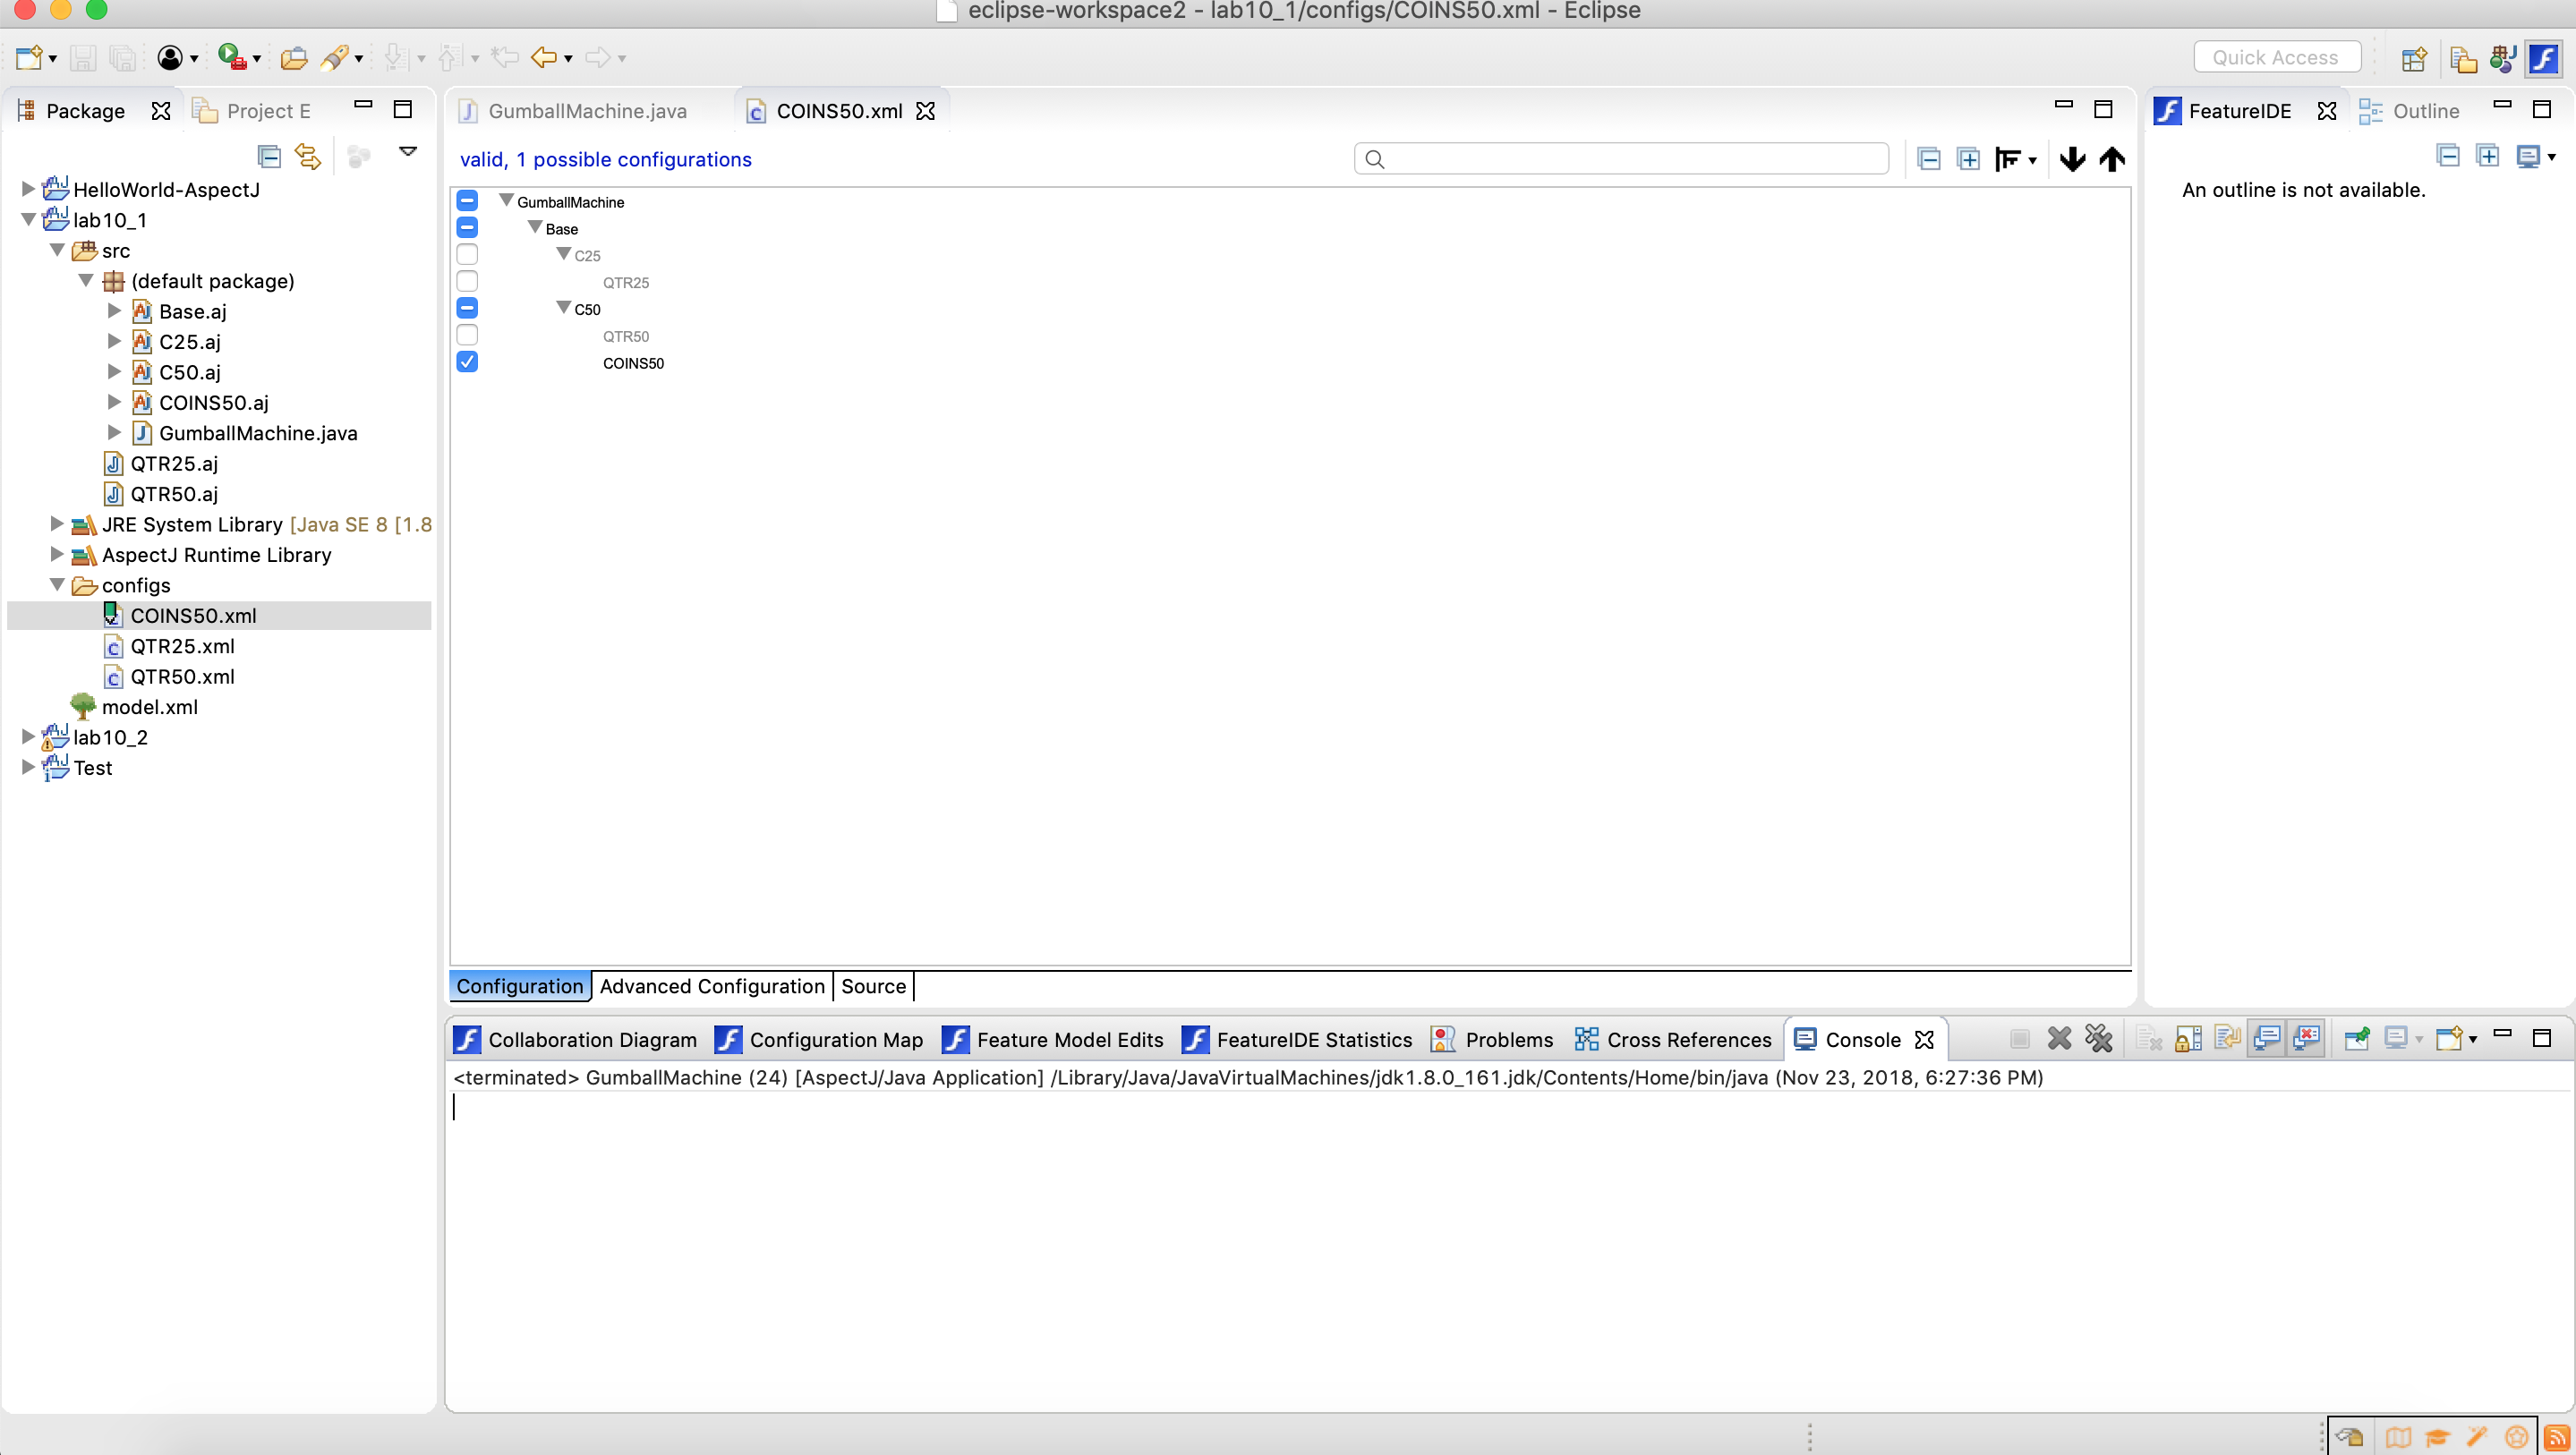 eclipse-workspace2 - lab10_1/configs/COINS50.xml - Eclipse
Quick Access
Package
Project E
HelloWorld-AspectJ
lab10_1
src
(default package)
Base.aj
C25.aj
C50.aj
COINS50.aj
GumballMachine.java
QTR25.aj
QTR50.aj
JRE System Library [Java SE 8 [1.8
AspectJ Runtime Library
configs
COINS50.xml
QTR25.xml
QTR50.xml
model.xml
lab10_2
Test
GumballMachine.java
COINS50.xml
valid, 1 possible configurations
GumballMachine
Base
C25
QTR25
C50
QTR50
COINS50
Configuration
Advanced Configuration
Source
FeatureIDE
Outline
An outline is not available.
Collaboration Diagram
Configuration Map
Feature Model Edits
FeatureIDE Statistics
Problems
Cross References
Console
<terminated> GumballMachine (24) [AspectJ/Java Application] /Library/Java/JavaVirtualMachines/jdk1.8.0_161.jdk/Contents/Home/bin/java (Nov 23, 2018, 6:27:36 PM)